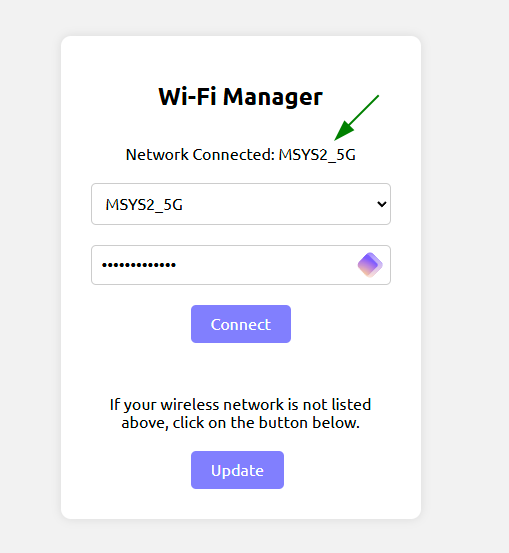 Wi-Fi Manager
Network Connected: MSYS2_5G
MSYS2_5G
•••••••••••••
Connect
If your wireless network is not listed
above, click on the button below.
Update